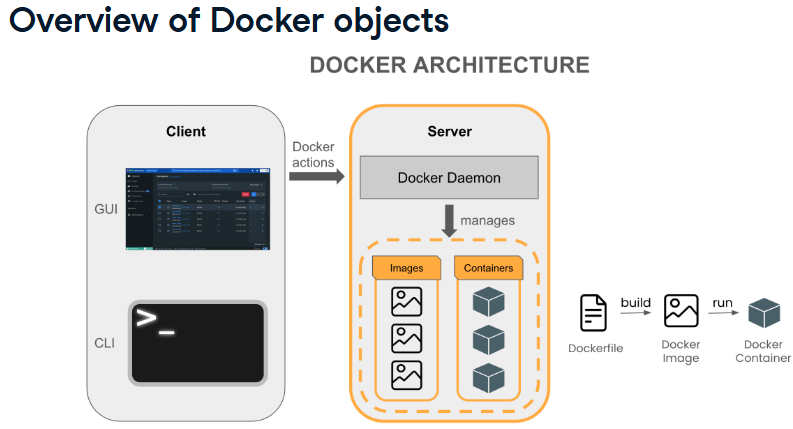 Overview of Docker objects
DOCKER ARCHITECTURE
Client
GUI
CLI
>_
Docker
actions
Server
Docker Daemon
manages
Images
Containers
build
run
Dockerfile
Docker
Image
Docker
Container